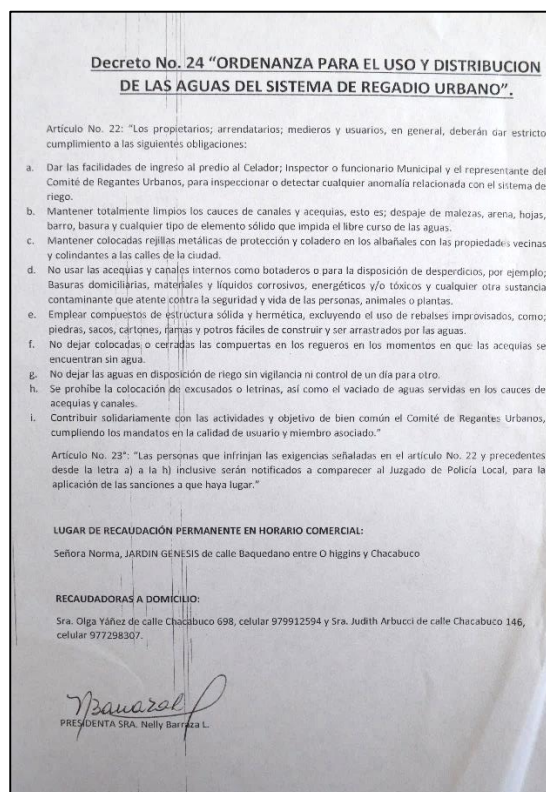 Decreto No. 24 “ORDENANZA PARA EL USO Y DISTRIBUCION
DE LAS AGUAS DEL SISTEMA DE REGADIO URBANO”.
Artículo No. 22: “Los propietarios; arrendatarios; medieros y usuarios, en general, deberán dar estricto
cumplimiento a las siguientes obligaciones:
a. Dar las facilidades de ingreso al predio al Celador; Inspector o funcionario Municipal y el representante del
Comité de Regantes Urbanos, para inspeccionar o detectar cualquier anomalía relacionada con el sistema de
riego.
b. Mantener totalmente limpios los cauces de canales y acequias, esto es; despaje de malezas, arena, hojas,
barro, basura y cualquier tipo de elemento sólido que impida el libre curso de las aguas.
c. Mantener colocadas rejillas metálicas de protección y coladero en los albañales con las propiedades vecinas
y colindantes a las calles de la ciudad.
d. No usar las acequias y canales internos como botaderos o para la disposición de desperdicios, por ejemplo;
Basuras domiciliarias, materiales y líquidos corrosivos, energéticos y/o tóxicos y cualquier otra sustancia
contaminante que atente contra la seguridad y vida de las personas, animales o plantas.
e. Emplear compuestos de estructura sólida y hermética, excluyendo el uso de rebalses improvisados, como;
piedras, sacos, cartones, ramas y potros fáciles de construir y ser arrastrados por las aguas.
f. No dejar colocadas o cerradas las compuertas en los regueros en los momentos en que las acequias se
encuentran sin agua.
g. No dejar las aguas en disposición de riego sin vigilancia ni control de un día para otro.
h. Se prohíbe la colocación de excusados o letrinas, así como el vaciado de aguas servidas en los cauces de
acequias y canales.
i. Contribuir solidariamente con las actividades y objetivo de bien común el Comité de Regantes Urbanos,
cumpliendo los mandatos en la calidad de usuario y miembro asociado.”
Artículo No. 23°: “Las personas que infrinjan las exigencias señaladas en el artículo No. 22 y precedentes
desde la letra a) a la h) inclusive serán notificados a comparecer al Juzgado de Policía Local, para la
aplicación de las sanciones a que haya lugar.”
LUGAR DE RECAUDACIÓN PERMANENTE EN HORARIO COMERCIAL:
Señora Norma, JARDIN GENESIS de calle Baquedano entre O higgins y Chacabuco
RECAUDADORAS A DOMICILIO:
Sra. Olga Yáñez de calle Chacabuco 698, celular 979912594 y Sra. Judith Arbucci de calle Chacabuco 146,
celular 977298307.
PRESIDENTA SRA. Nelly Barraza L.